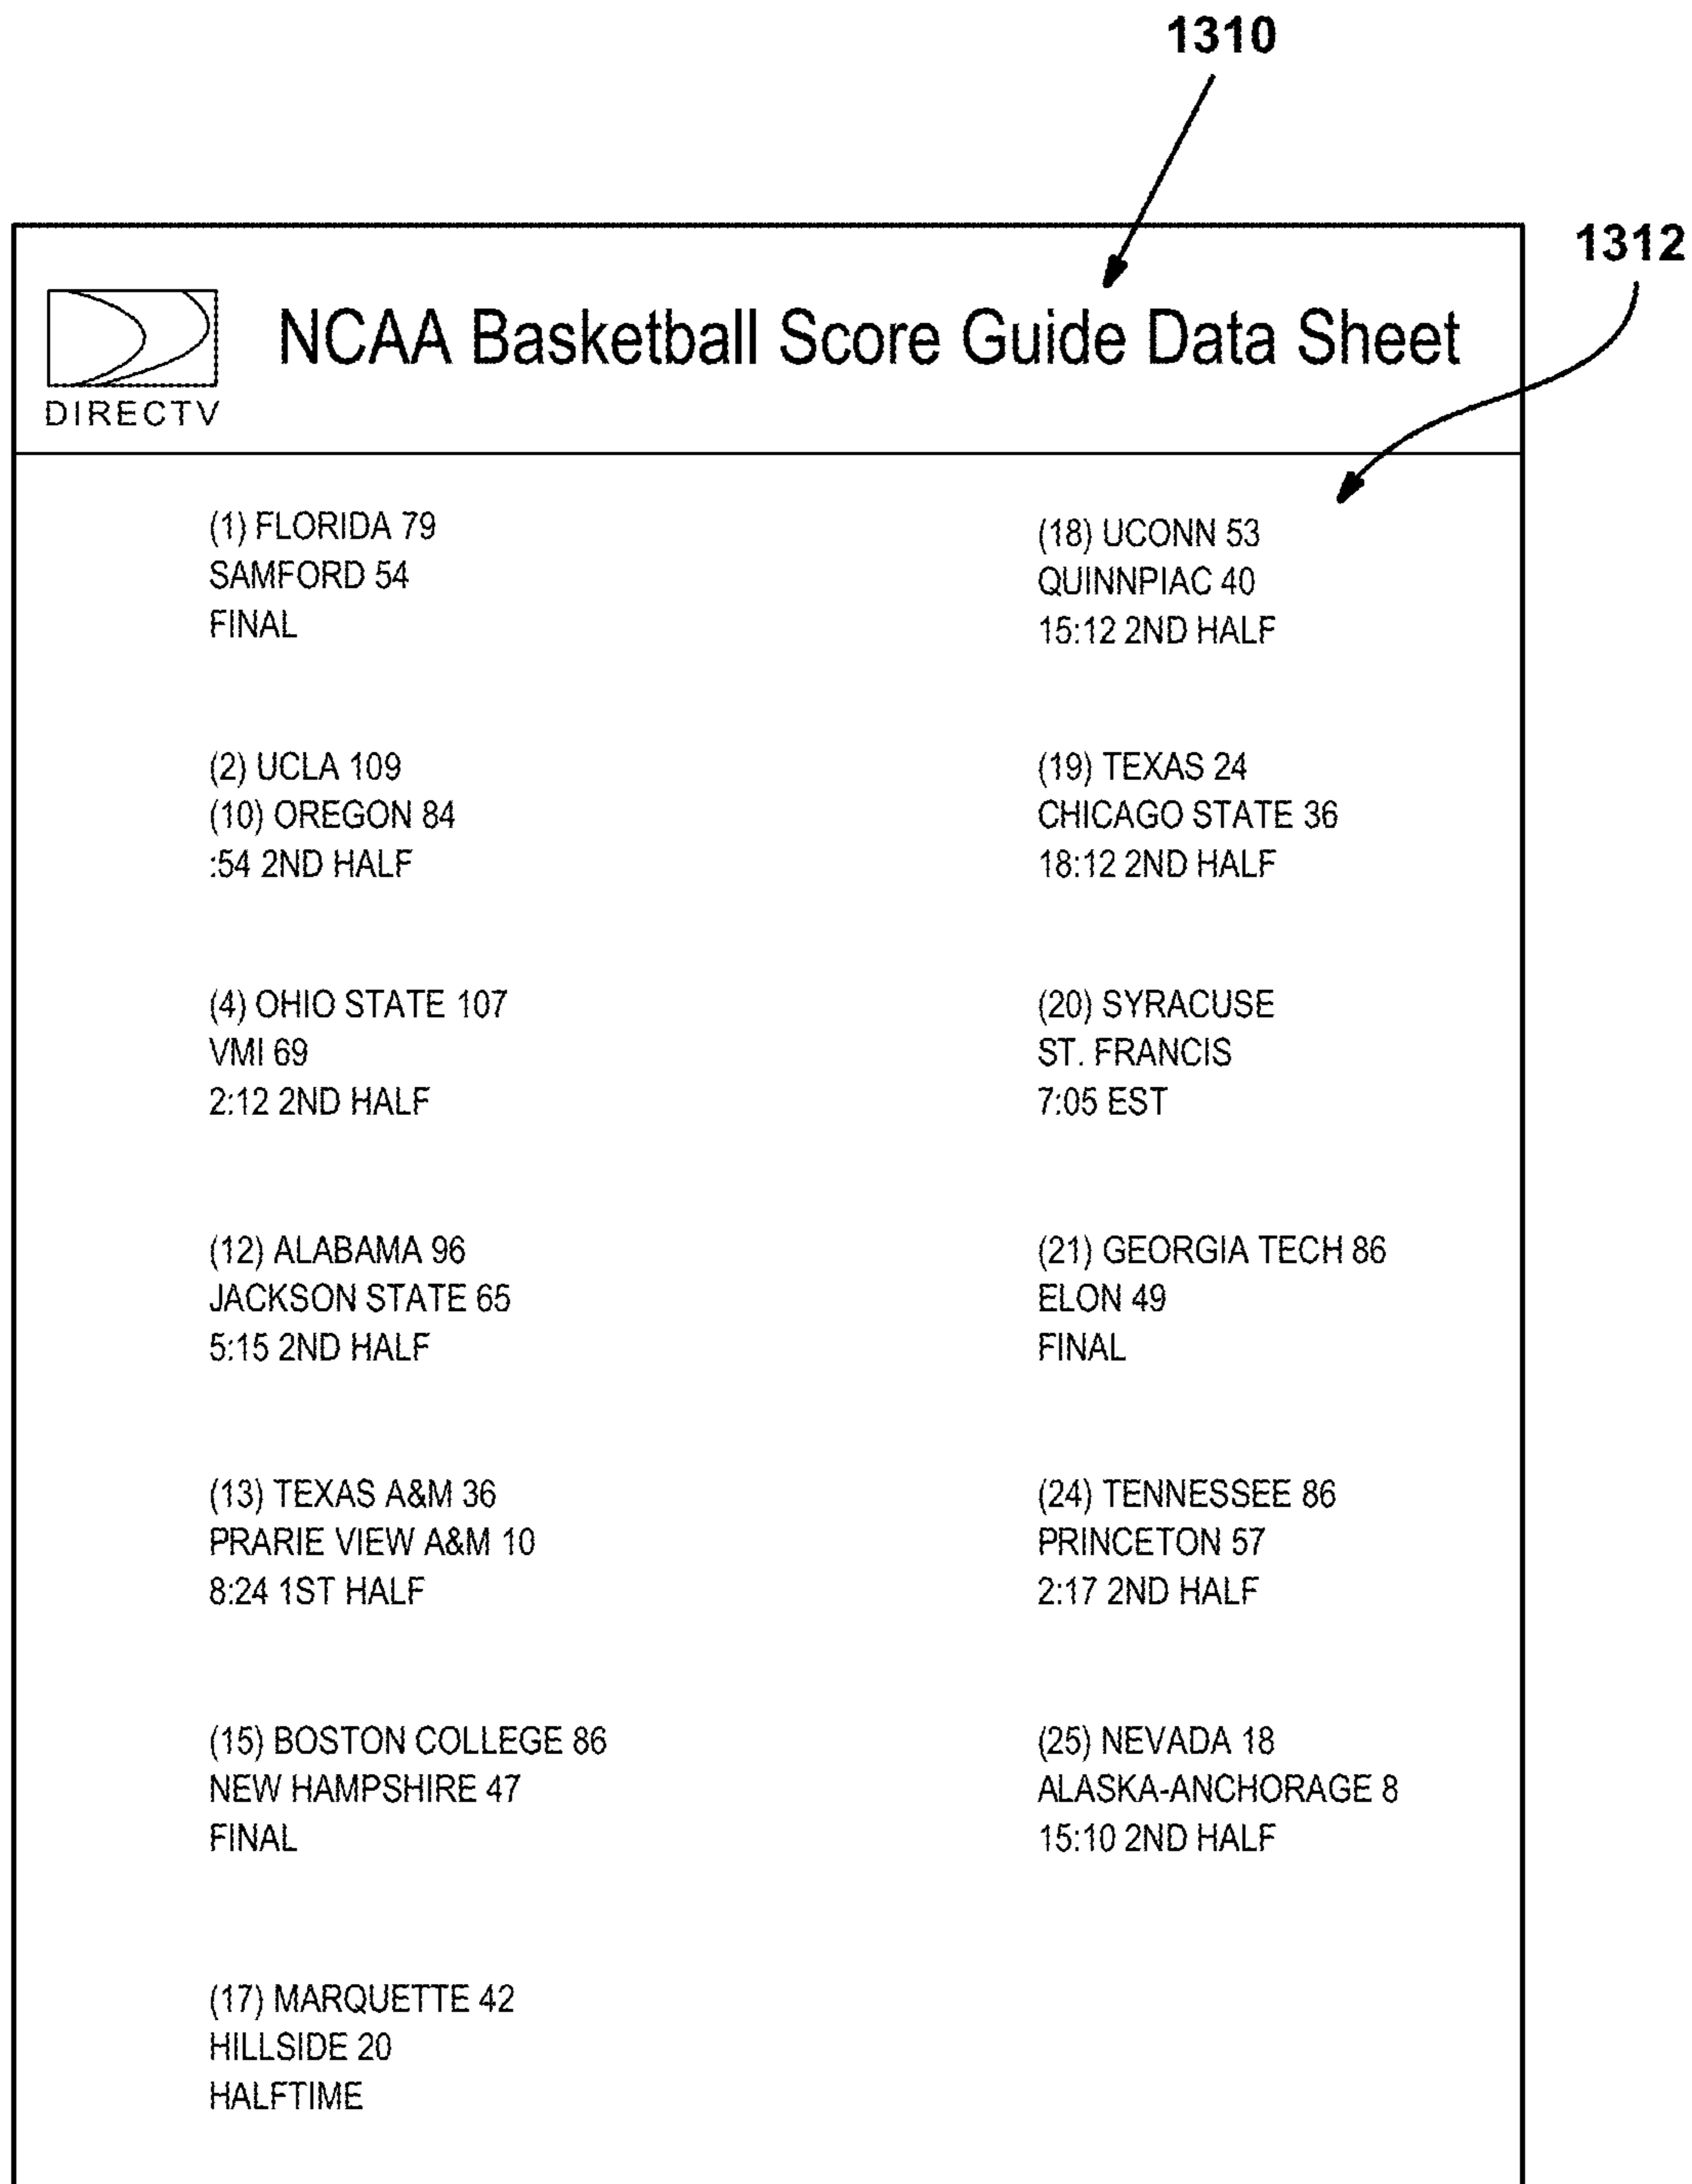 1310
1312
DIRECTV
NCAA Basketball Score Guide Data Sheet
(1) FLORIDA 79
SAMFORD 54
FINAL
(2) UCLA 109
(10) OREGON 84
:54 2ND HALF
(4) OHIO STATE 107
VMI 69
2:12 2ND HALF
(12) ALABAMA 96
JACKSON STATE 65
5:15 2ND HALF
(13) TEXAS A&M 36
PRARIE VIEW A&M 10
8:24 1ST HALF
(15) BOSTON COLLEGE 86
NEW HAMPSHIRE 47
FINAL
(17) MARQUETTE 42
HILLSIDE 20
HALFTIME
(18) UCONN 53
QUINNPIAC 40
15:12 2ND HALF
(19) TEXAS 24
CHICAGO STATE 36
18:12 2ND HALF
(20) SYRACUSE
ST. FRANCIS
7:05 EST
(21) GEORGIA TECH 86
ELON 49
FINAL
(24) TENNESSEE 86
PRINCETON 57
2:17 2ND HALF
(25) NEVADA 18
ALASKA-ANCHORAGE 8
15:10 2ND HALF